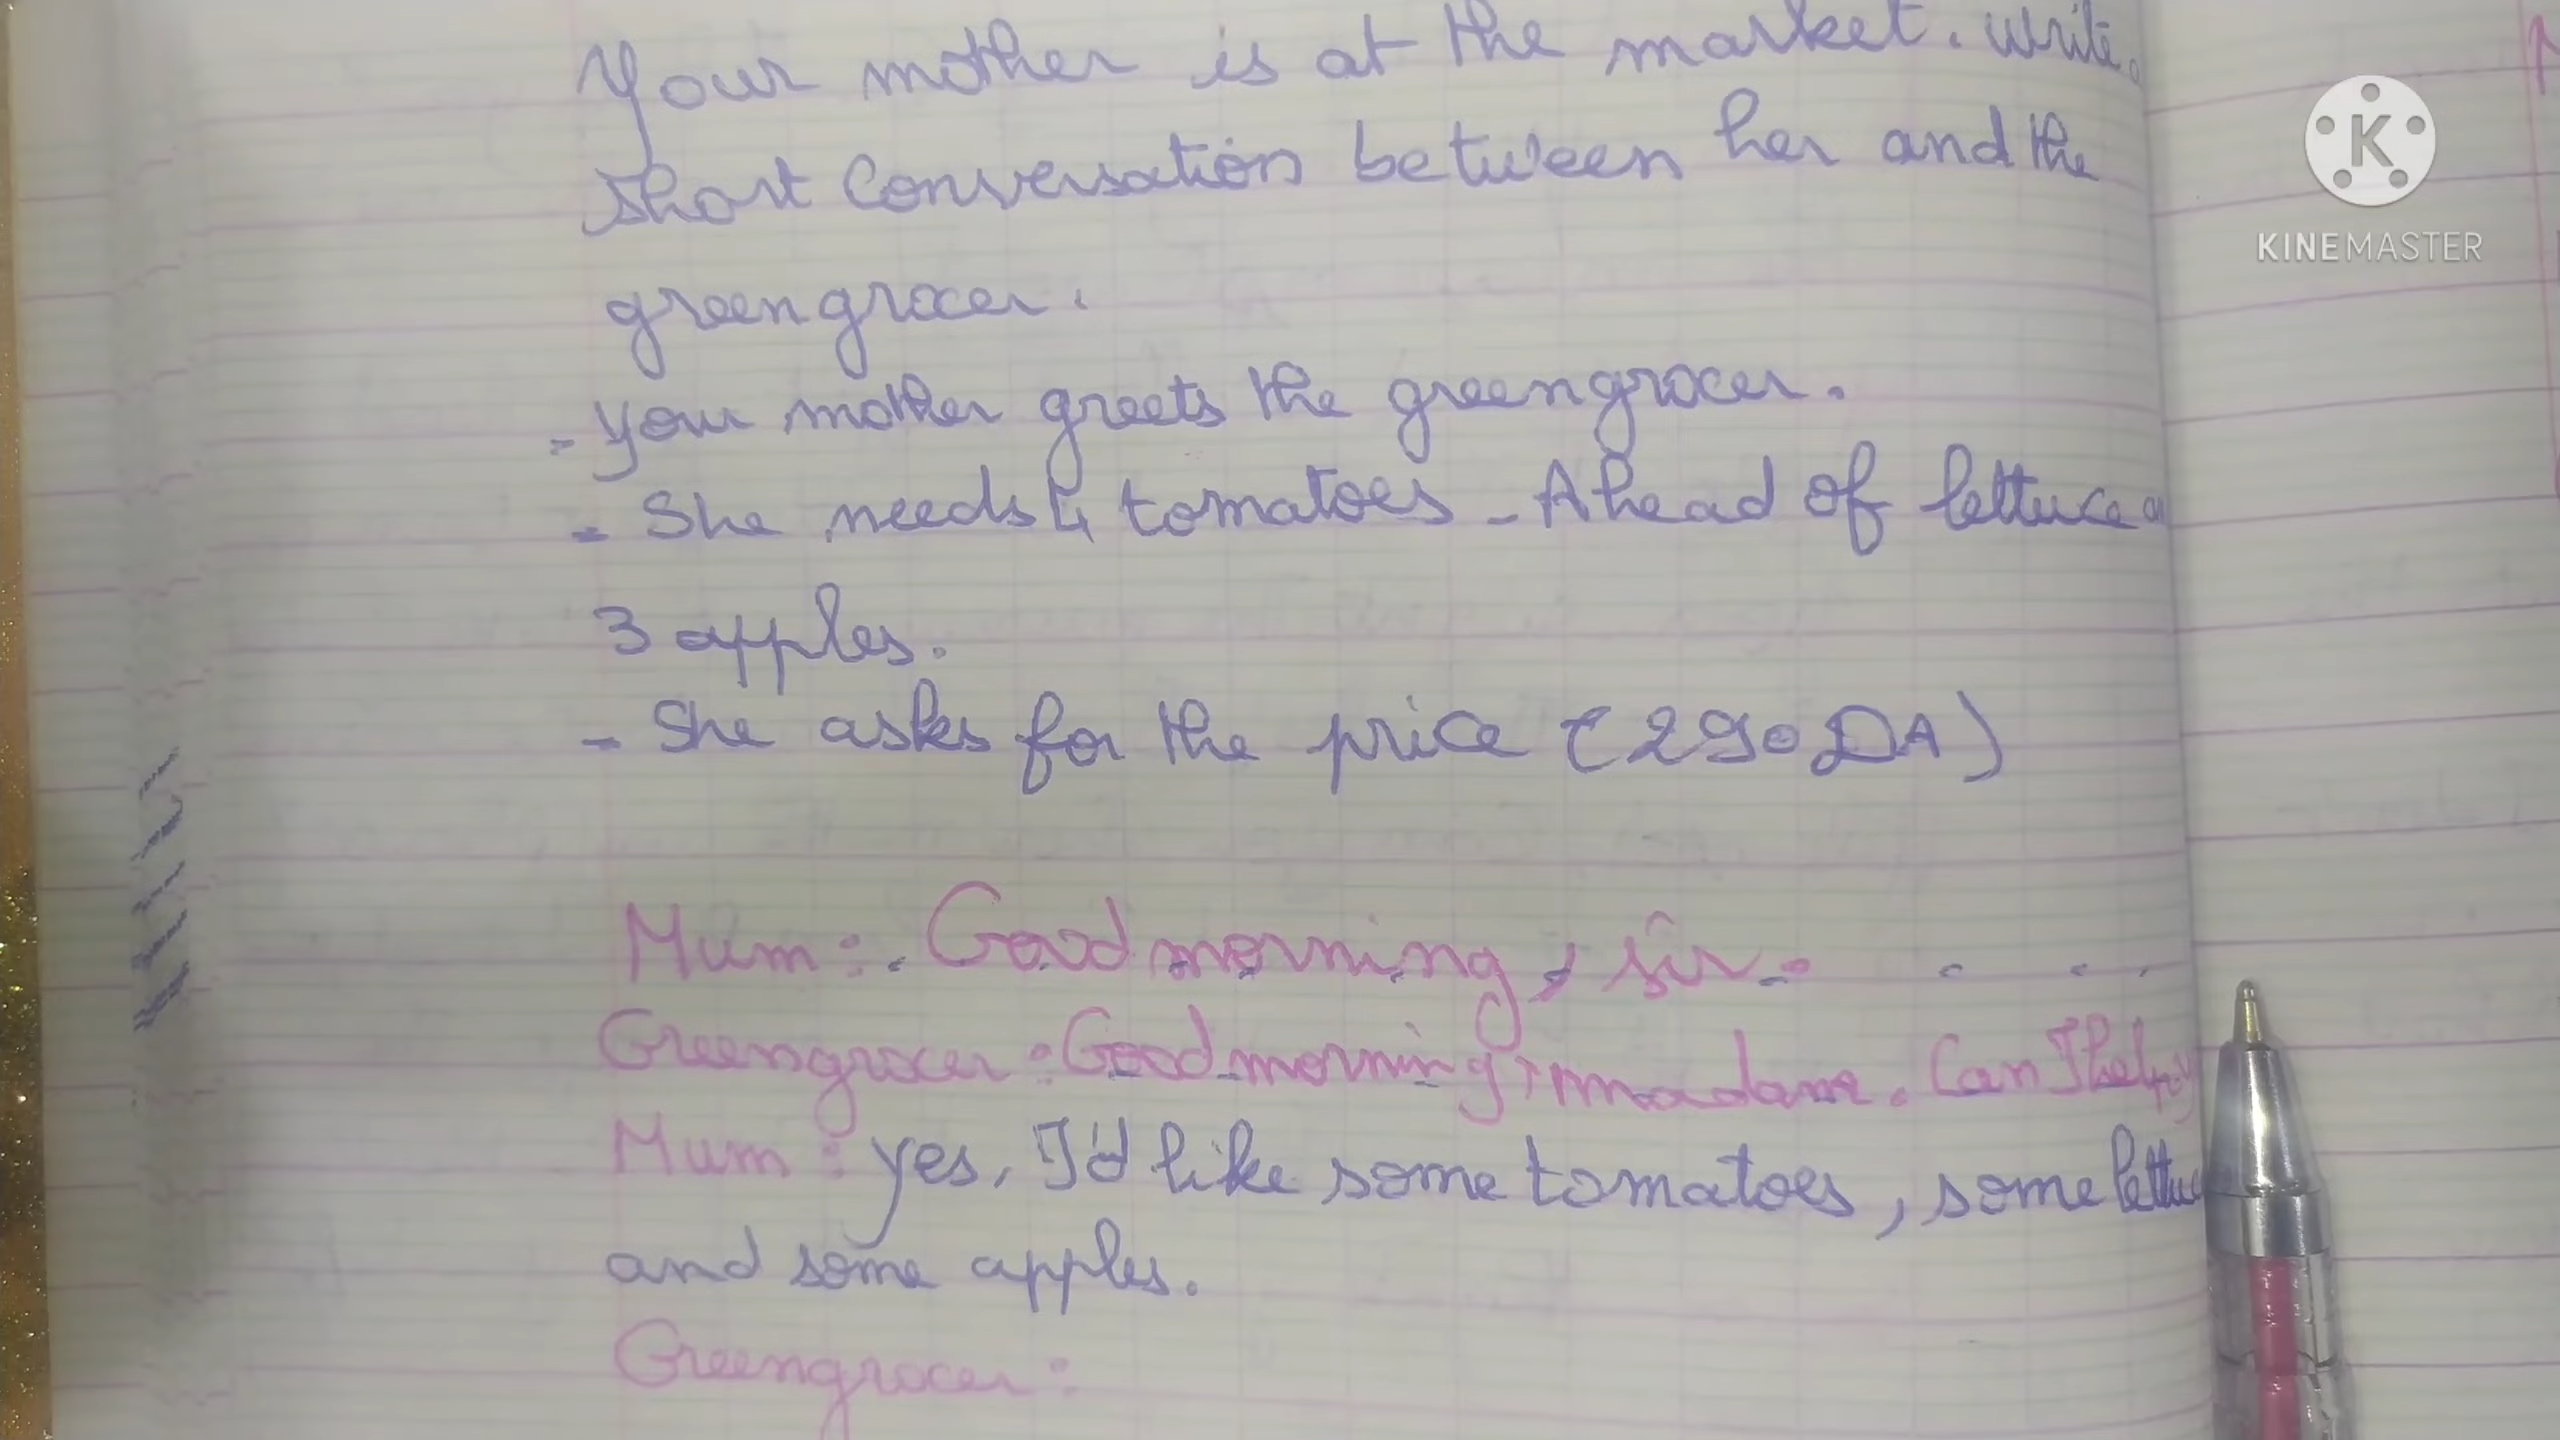 Your mother is at the market. Write.
short Conversation between her and the
greengrocer.
- your mother greets the greengrocer.
- She needs 4 tomatoes - A head of lettuce
3 apples.
- She asks for the price (290 DA)
Mum: Good morning, sir.
Greengrocer: Good morning, madam. Can I help
Mum: yes, I'd like some tomatoes, some lettuc
and some apples.
Greengrocer:
KINEMASTER